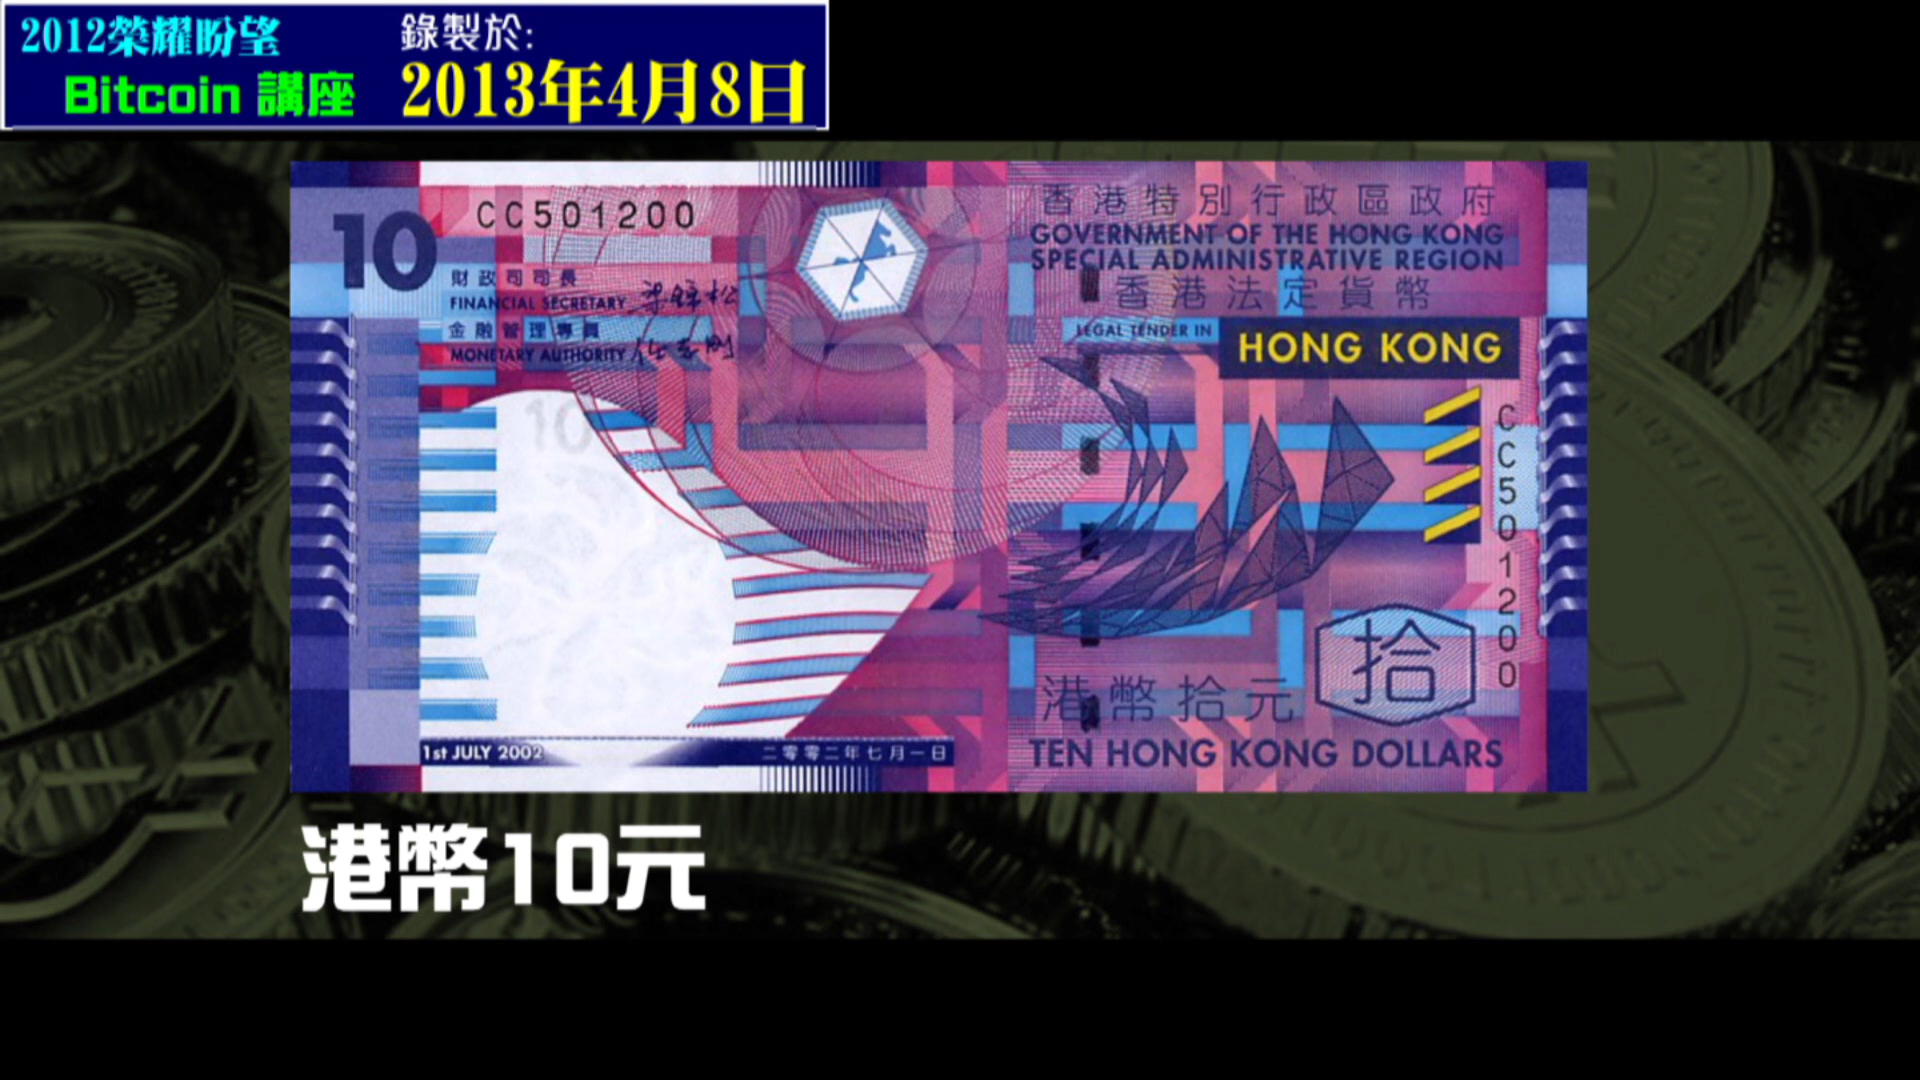 2012榮耀盼望
Bitcoin 講座
錄製於:
2013年4月8日
10
CC501200
財政司司長
FINANCIAL SECRETARY
金融管理專員
MONETARY AUTHORITY
10
1st JULY 2002
二零零二年七月一日
香港特別行政區政府
GOVERNMENT OF THE HONG KONG
SPECIAL ADMINISTRATIVE REGION
香港法定貨幣
LEGAL TENDER IN
HONG KONG
CC501200
拾
港幣拾元
TEN HONG KONG DOLLARS
港幣10元